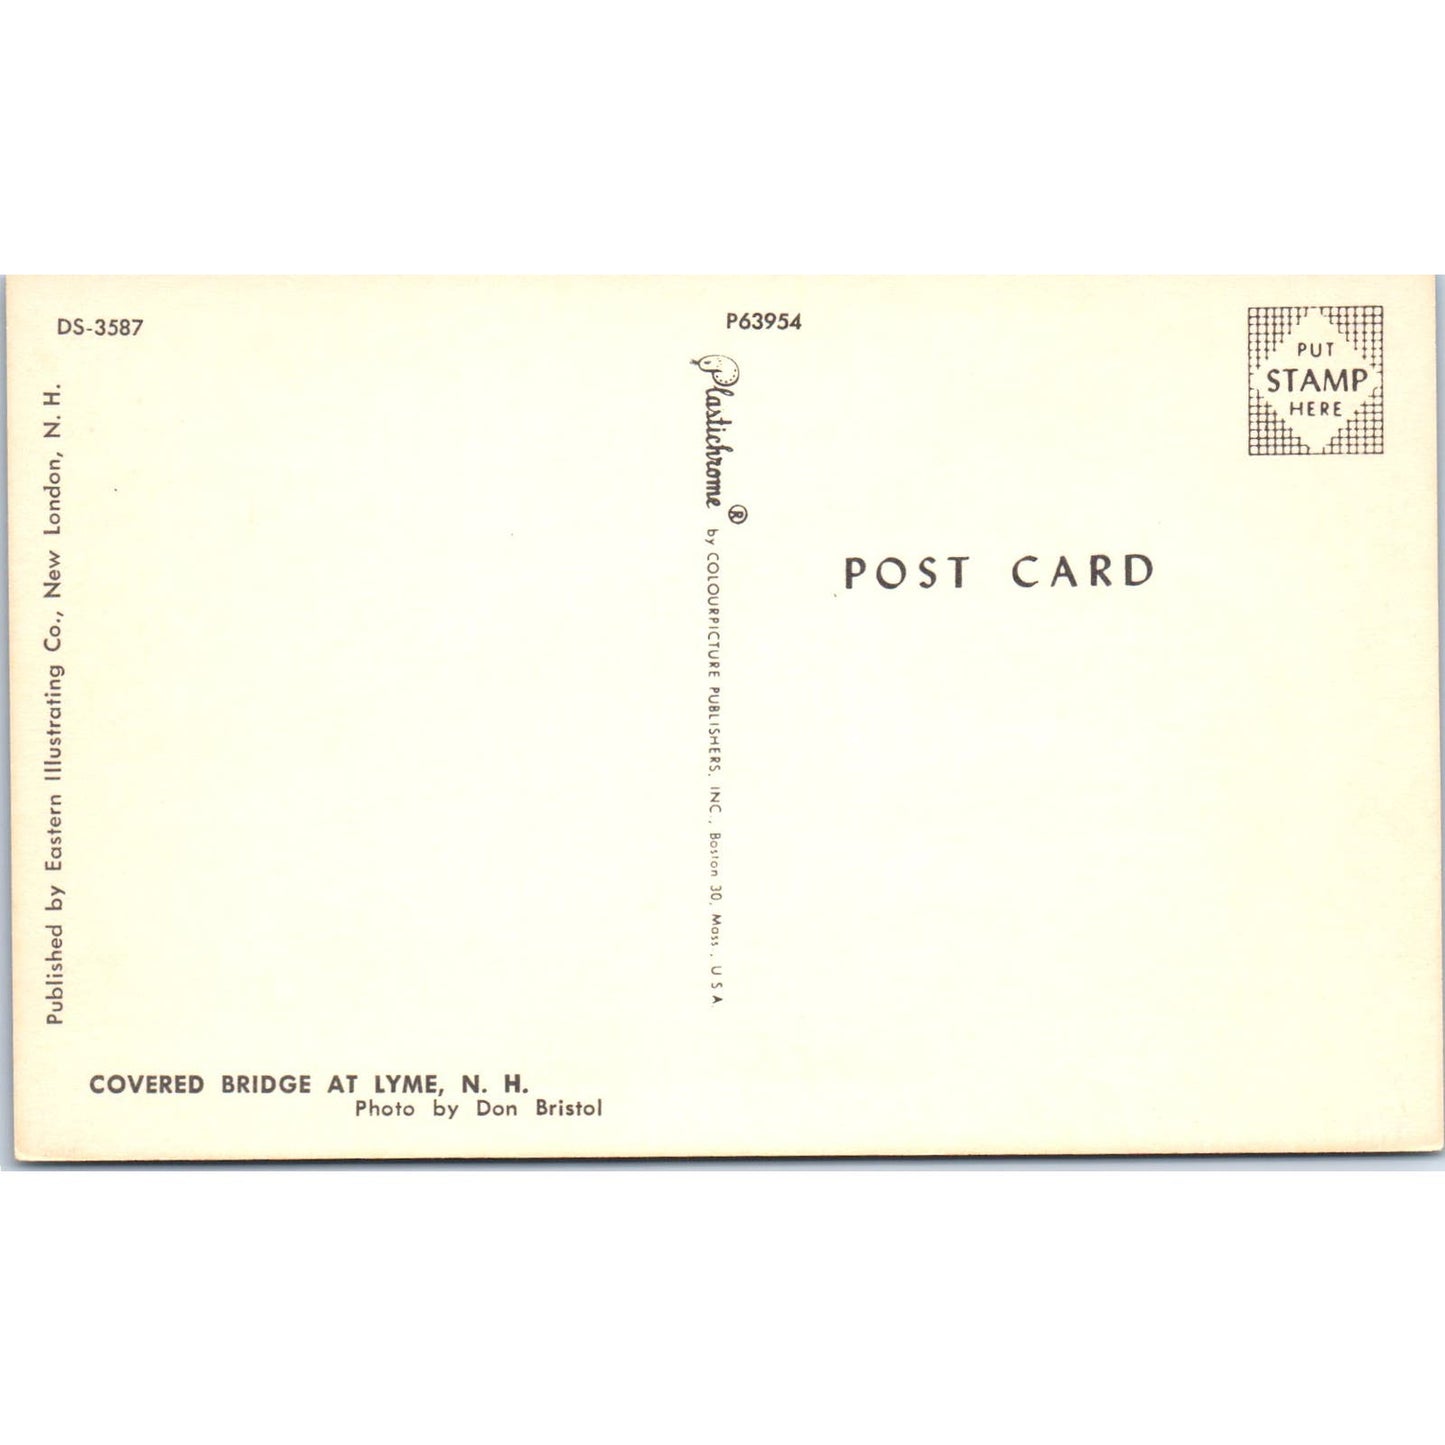 DS-3587
P63954
PUT
STAMP
HERE
Published by Eastern Illustrating Co., New London, N. H.
Plastichrome ® by COLOURPICTURE PUBLISHERS, INC., Boston 30, Mass., U S A
POST CARD
COVERED BRIDGE AT LYME, N. H.
Photo by Don Bristol